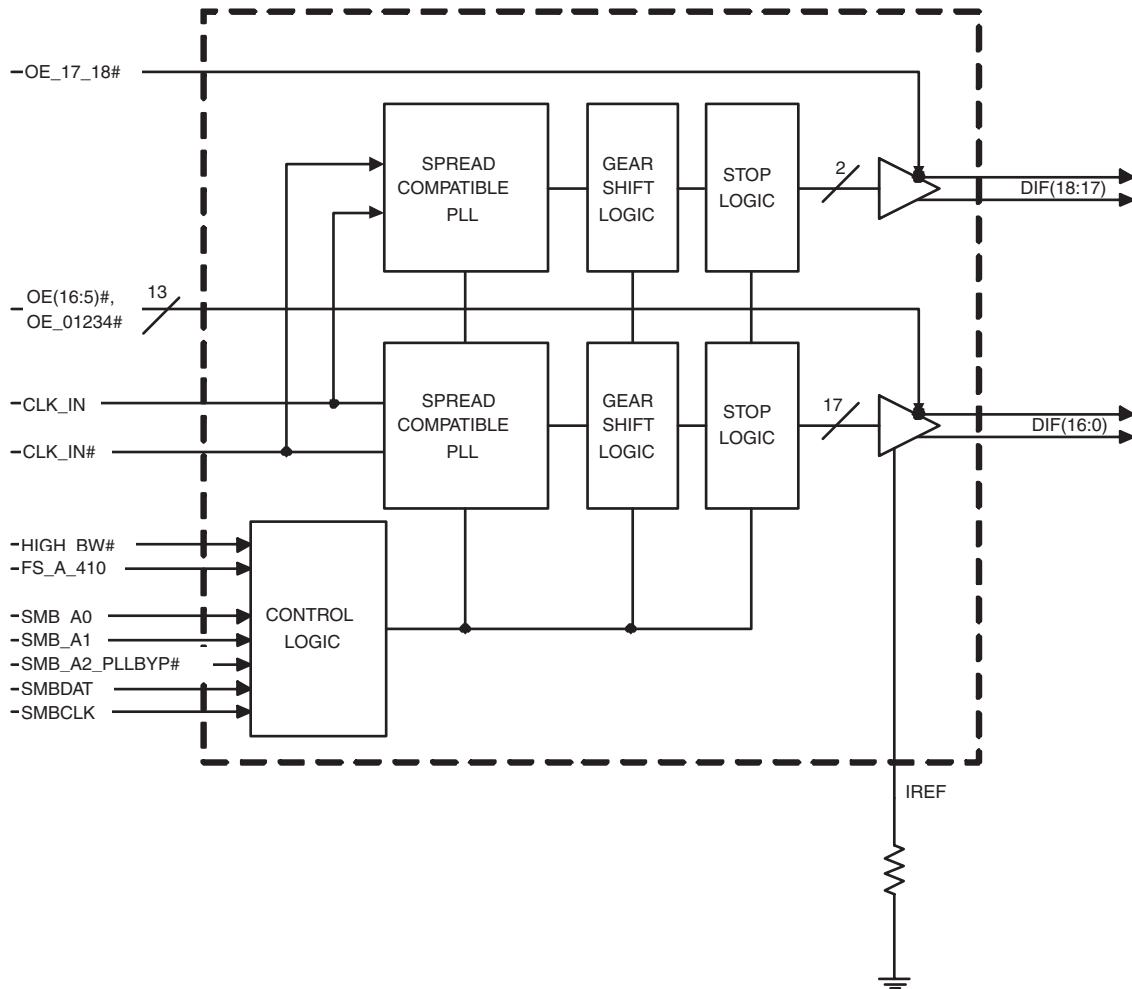 OE_17_18#
SPREAD
COMPATIBLE
PLL
GEAR
SHIFT
LOGIC
STOP
LOGIC
2
DIF(18:17)
OE(16:5)#,
OE_01234#
13
CLK_IN
CLK_IN#
SPREAD
COMPATIBLE
PLL
GEAR
SHIFT
LOGIC
STOP
LOGIC
17
DIF(16:0)
HIGH_BW#
FS_A_410
SMB_A0
SMB_A1
SMB_A2_PLLBYP#
SMBDAT
SMBCLK
CONTROL
LOGIC
IREF